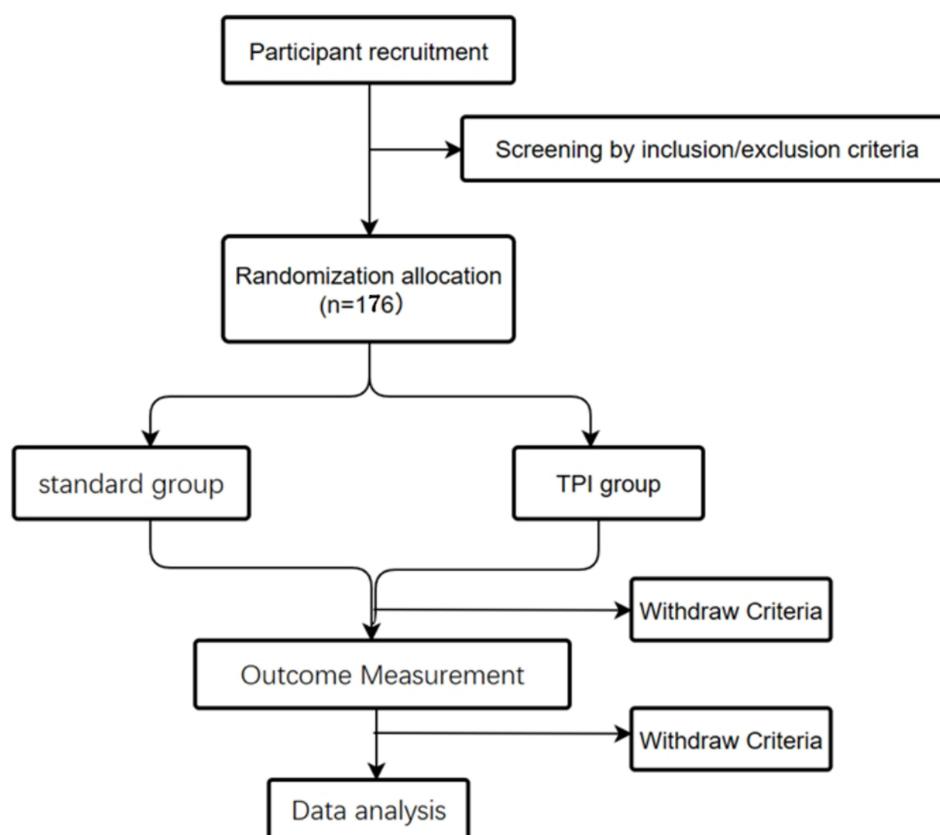 Participant recruitment
Screening by inclusion/exclusion criteria
Randomization allocation
(n=176）
standard group
TPI group
Withdraw Criteria
Outcome Measurement
Withdraw Criteria
Data analysis